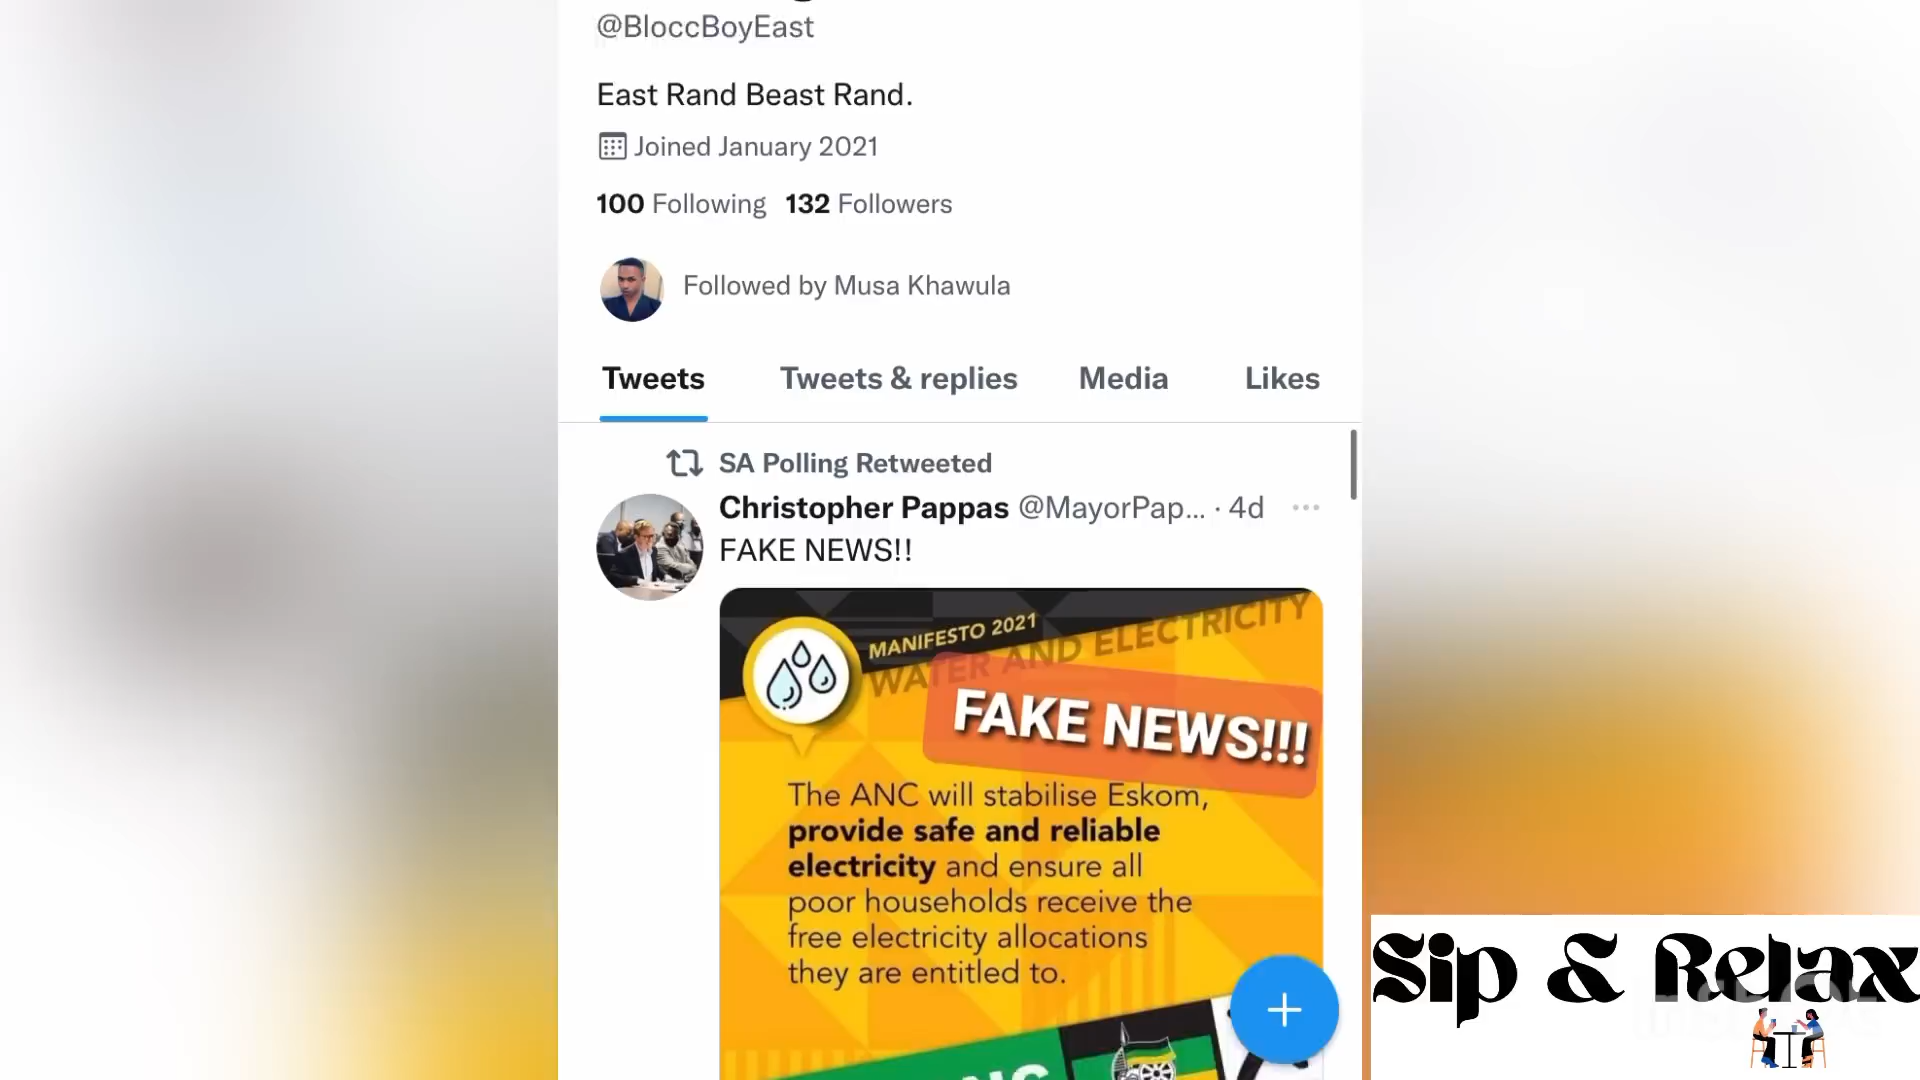 @BloccBoyEast
East Rand Beast Rand.
Joined January 2021
100 Following 132 Followers
Followed by Musa Khawula
Tweets Tweets & replies Media Likes
SA Polling Retweeted
Christopher Pappas @MayorPap... · 4d
FAKE NEWS!!
MANIFESTO 2021
WATER AND ELECTRICITY
FAKE NEWS!!!
The ANC will stabilise Eskom,
provide safe and reliable
electricity and ensure all
poor households receive the
free electricity allocations
they are entitled to.
Sip & Relax